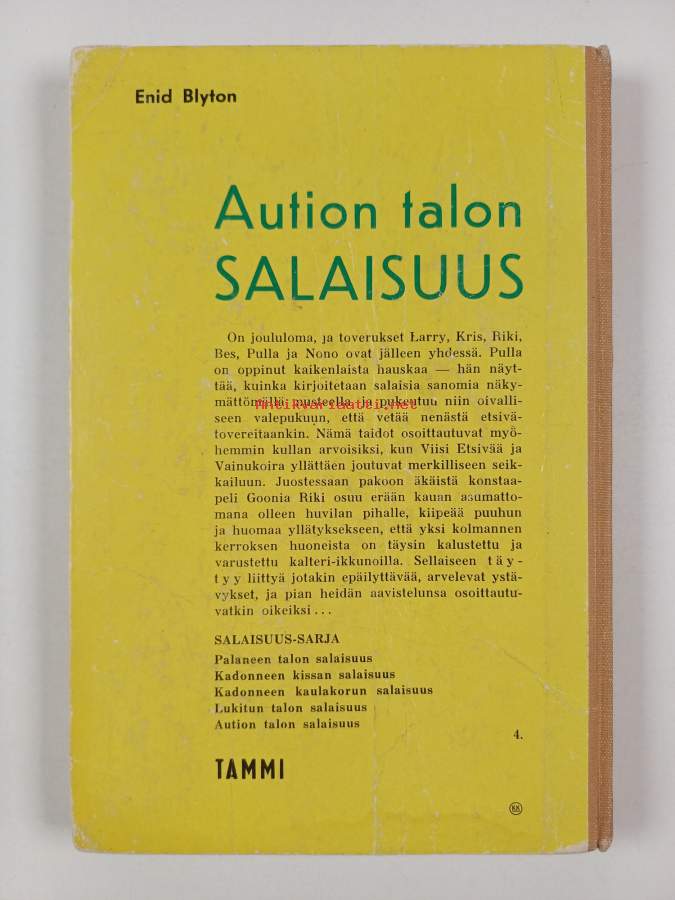 Enid Blyton
Aution talon
SALAISUUS
On joululoma, ja toverukset Larry, Kris, Riki,
Bes, Pulla ja Nono ovat jälleen yhdessä. Pulla
on oppinut kaikenlaista hauskaa — hän näyt-
tää, kuinka kirjoitetaan salaisia sanomia näky-
mättömällä musteella ja pukeutuu niin oivalli-
Antikvariaatti.net
seen valepukuun, että vetää nenästä etsivä-
tovereitaankin. Nämä taidot osoittautuvat myö-
hemmin kullan arvoisiksi, kun Viisi Etsivää ja
Vainukoira yllättäen joutuvat merkilliseen seik-
kailuun. Juostessaan pakoon äkäistä konstaa-
peli Goonia Riki osuu erään kauan asumatto-
mana olleen huvilan pihalle, kiipeää puuhun
ja huomaa yllätyksekseen, että yksi kolmannen
kerroksen huoneista on täysin kalustettu ja
varustettu kalteri-ikkunoilla. Sellaiseen t ä y -
t y y liittyä jotakin epäilyttävää, arvelevat ystä-
vykset, ja pian heidän aavistelunsa osoittautu-
vatkin oikeiksi ...
SALAISUUS-SARJA
Palaneen talon salaisuus
Kadonneen kissan salaisuus
Kadonneen kaulakorun salaisuus
Lukitun talon salaisuus
Aution talon salaisuus
4.
TAMMI
KK